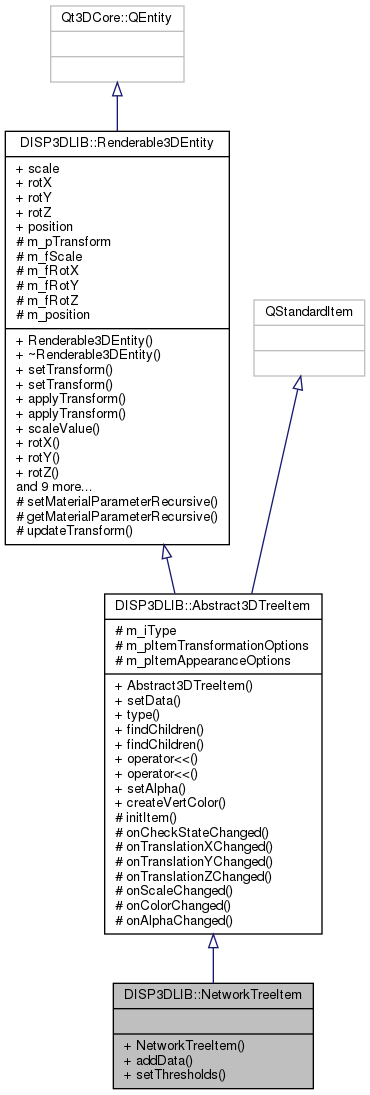 Qt3DCore::QEntity
DISP3DLIB::Renderable3DEntity
+ scale
+ rotX
+ rotY
+ rotZ
+ position
# m_pTransform
# m_fScale
# m_fRotX
# m_fRotY
# m_fRotZ
# m_position
+ Renderable3DEntity()
+ ~Renderable3DEntity()
+ setTransform()
+ setTransform()
+ applyTransform()
+ applyTransform()
+ scaleValue()
+ rotX()
+ rotY()
+ rotZ()
and 9 more...
# setMaterialParameterRecursive()
# getMaterialParameterRecursive()
# updateTransform()
QStandardItem
DISP3DLIB::Abstract3DTreeItem
# m_iType
# m_pItemTransformationOptions
# m_pItemAppearanceOptions
+ Abstract3DTreeItem()
+ setData()
+ type()
+ findChildren()
+ findChildren()
+ operator<<()
+ operator<<()
+ setAlpha()
+ createVertColor()
# initItem()
# onCheckStateChanged()
# onTranslationXChanged()
# onTranslationYChanged()
# onTranslationZChanged()
# onScaleChanged()
# onColorChanged()
# onAlphaChanged()
DISP3DLIB::NetworkTreeItem
+ NetworkTreeItem()
+ addData()
+ setThresholds()